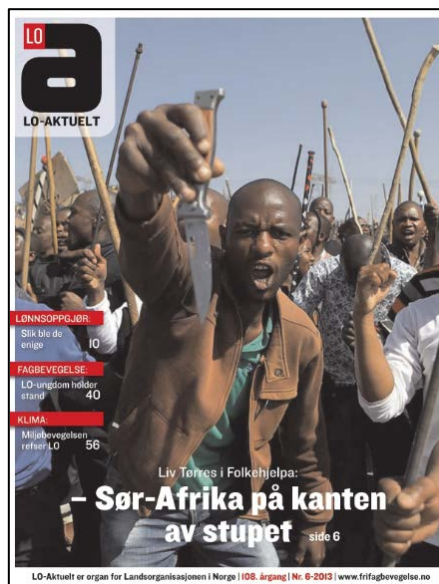 LO
a
LO-AKTUELT
LØNNSOPPGJØR:
Slik ble de
enige 10
FAGBEVEGELSE:
LO-ungdom holder
stand 40
KLIMA:
Miljøbevegelsen
refser LO 56
Liv Tørres i Folkehjelpa:
– Sør-Afrika på kanten
av stupet side 6
LO-Aktuelt er organ for Landsorganisasjonen i Norge | 108. årgang | Nr. 6-2013 | www.frifagbevegelse.no